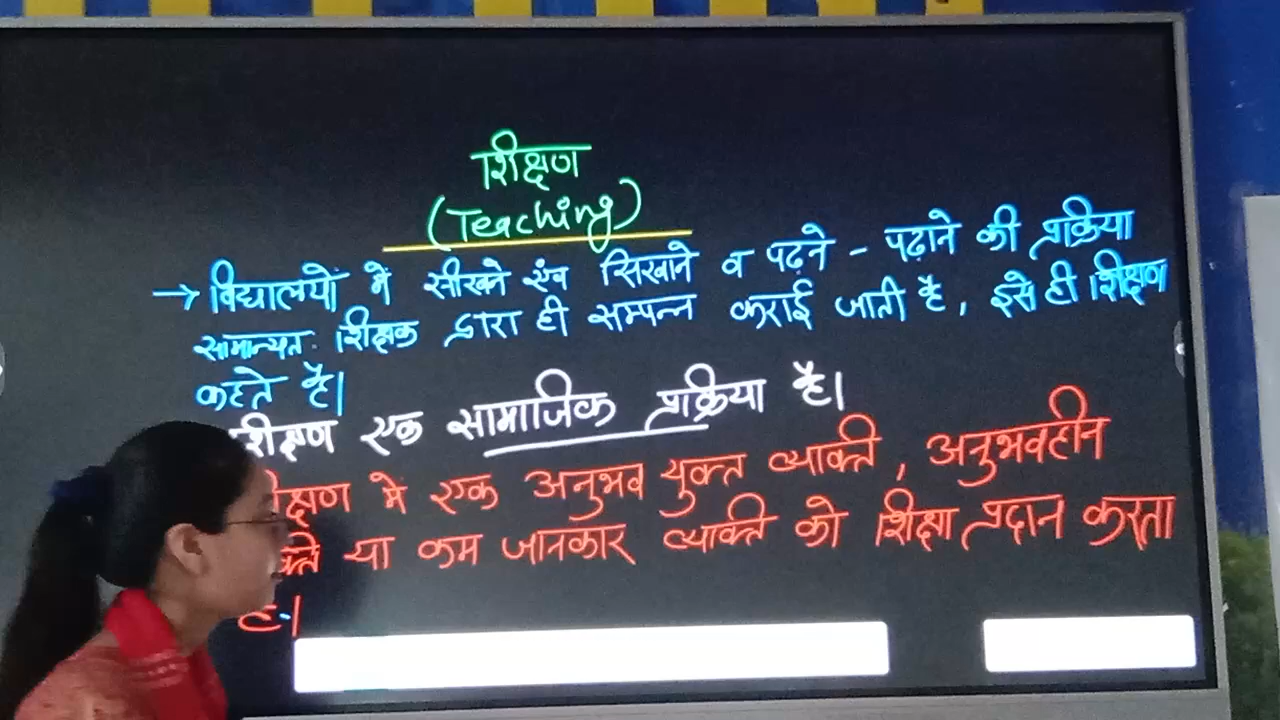 शिक्षण
(Teaching)
→ विद्यालयों में सीखने एंव सिखाने व पढ़ने - पढ़ाने की प्रक्रिया
सामान्यत: शिक्षक द्वारा ही सम्पन्न कराई जाती है, इसे ही शिक्षण
कहते है।
शिक्षण एक सामाजिक प्रक्रिया है।
में एक अनुभव युक्त व्यक्ति, अनुभवहीन
या कम जानकार व्यक्ति को शिक्षा प्रदान करता
है।